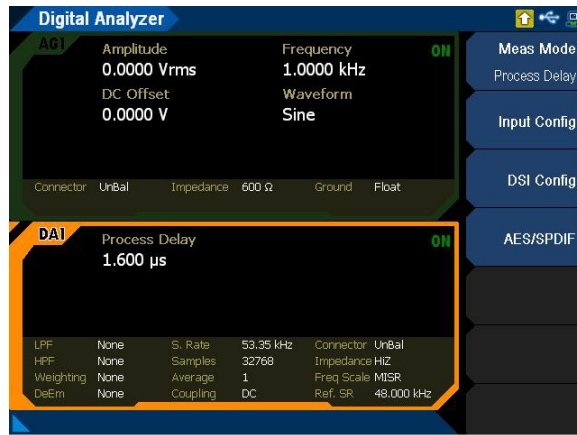 Digital Analyzer
AG1
Amplitude Frequency ON
0.0000 Vrms 1.0000 kHz
DC Offset Waveform
0.0000 V Sine
Connector UnBal Impedance 600 Ω Ground Float
DA1
Process Delay ON
1.600 µs
LPF None S. Rate 53.35 kHz Connector UnBal
HPF None Samples 32768 Impedance HiZ
Weighting None Average 1 Freq Scale MISR
DeEm None Coupling DC Ref. SR 48.000 kHz
Meas Mode
Process Delay
Input Config
DSI Config
AES/SPDIF